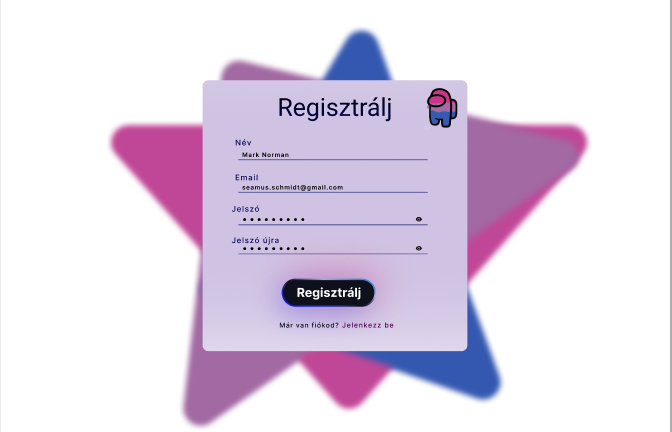 Regisztrálj
Név
Mark Norman
Email
seamus.schmidt@gmail.com
Jelszó
Jelszó újra
Regisztrálj
Már van fiókod? Jelenkezz be